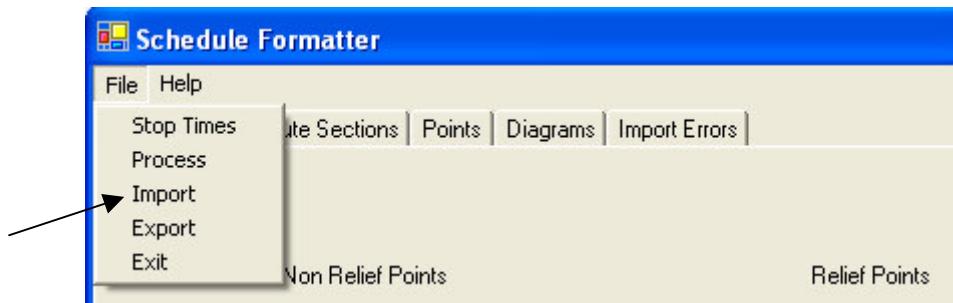 Schedule Formatter
File Help
Stop Times
Process
Import
Export
Exit
ute Sections Points Diagrams Import Errors
Non Relief Points Relief Points